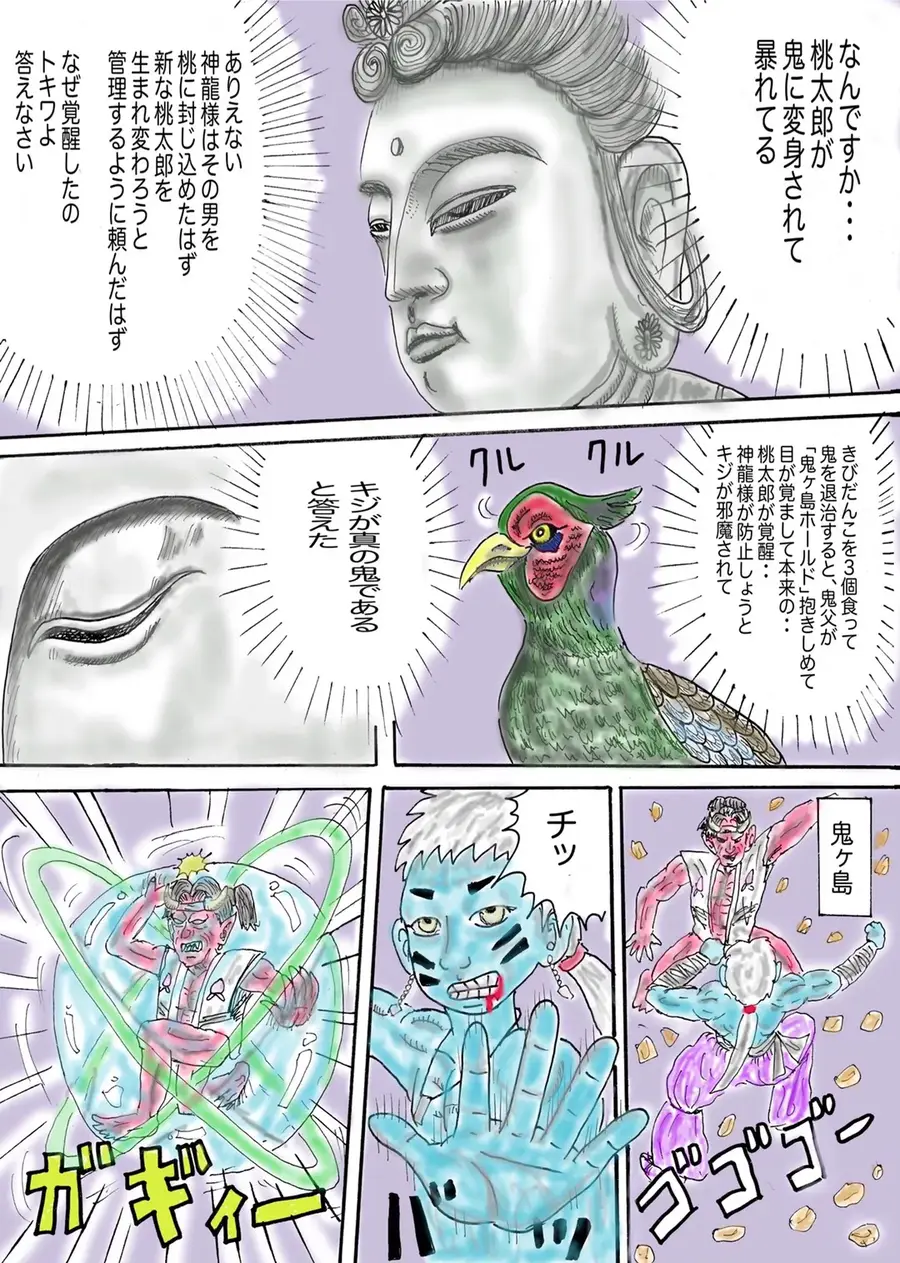 なんですか・・・
桃太郎が
鬼に変身されて
暴れてる
ありえない
神龍様はその男を
桃に封じ込めたはず
新な桃太郎を
生まれ変わろうと
管理するように頼んだはず
なぜ覚醒したの
トキワよ
答えなさい
きびだんこを3個食って
鬼を退治すると、鬼父が
「鬼ヶ島ホールド」抱きしめて
目が覚まして本来の・・
桃太郎が覚醒・・
神龍様が防止しょうと
キジが邪魔されて
クル
クル
キジが真の鬼である
と答えた
鬼ヶ島
ゴゴゴー
チッ
バッ
ガギィー